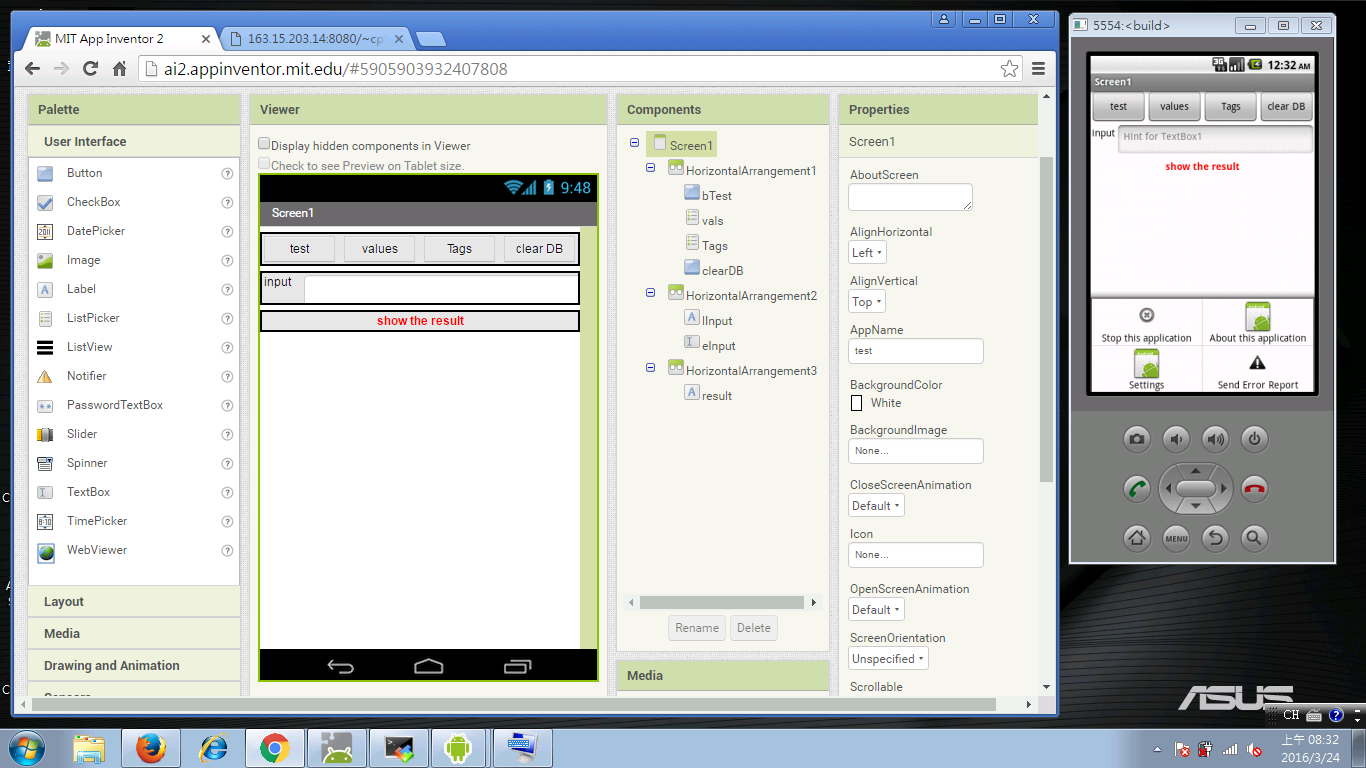 MIT App Inventor 2
163.15.203.14:8080/~cp
ai2.appinventor.mit.edu/#5905903932407808
Palette
User Interface
Button
CheckBox
DatePicker
Image
Label
ListPicker
ListView
Notifier
PasswordTextBox
Slider
Spinner
TextBox
TimePicker
WebViewer
Layout
Media
Drawing and Animation
Sensors
Viewer
Display hidden components in Viewer
Check to see Preview on Tablet size.
9:48
Screen1
test values Tags clear DB
input
show the result
Components
Screen1
HorizontalArrangement1
bTest
vals
Tags
clearDB
HorizontalArrangement2
lInput
eInput
HorizontalArrangement3
result
Rename Delete
Media
Properties
Screen1
AboutScreen
AlignHorizontal
Left
AlignVertical
Top
AppName
test
BackgroundColor
White
BackgroundImage
None...
CloseScreenAnimation
Default
Icon
None...
OpenScreenAnimation
Default
ScreenOrientation
Unspecified
Scrollable
5554:<build>
3G 12:32 AM
Screen1
test values Tags clear DB
input Hint for TextBox1
show the result
Stop this application About this application
Settings Send Error Report
MENU
ASUS
CH
上午 08:32
2016/3/24